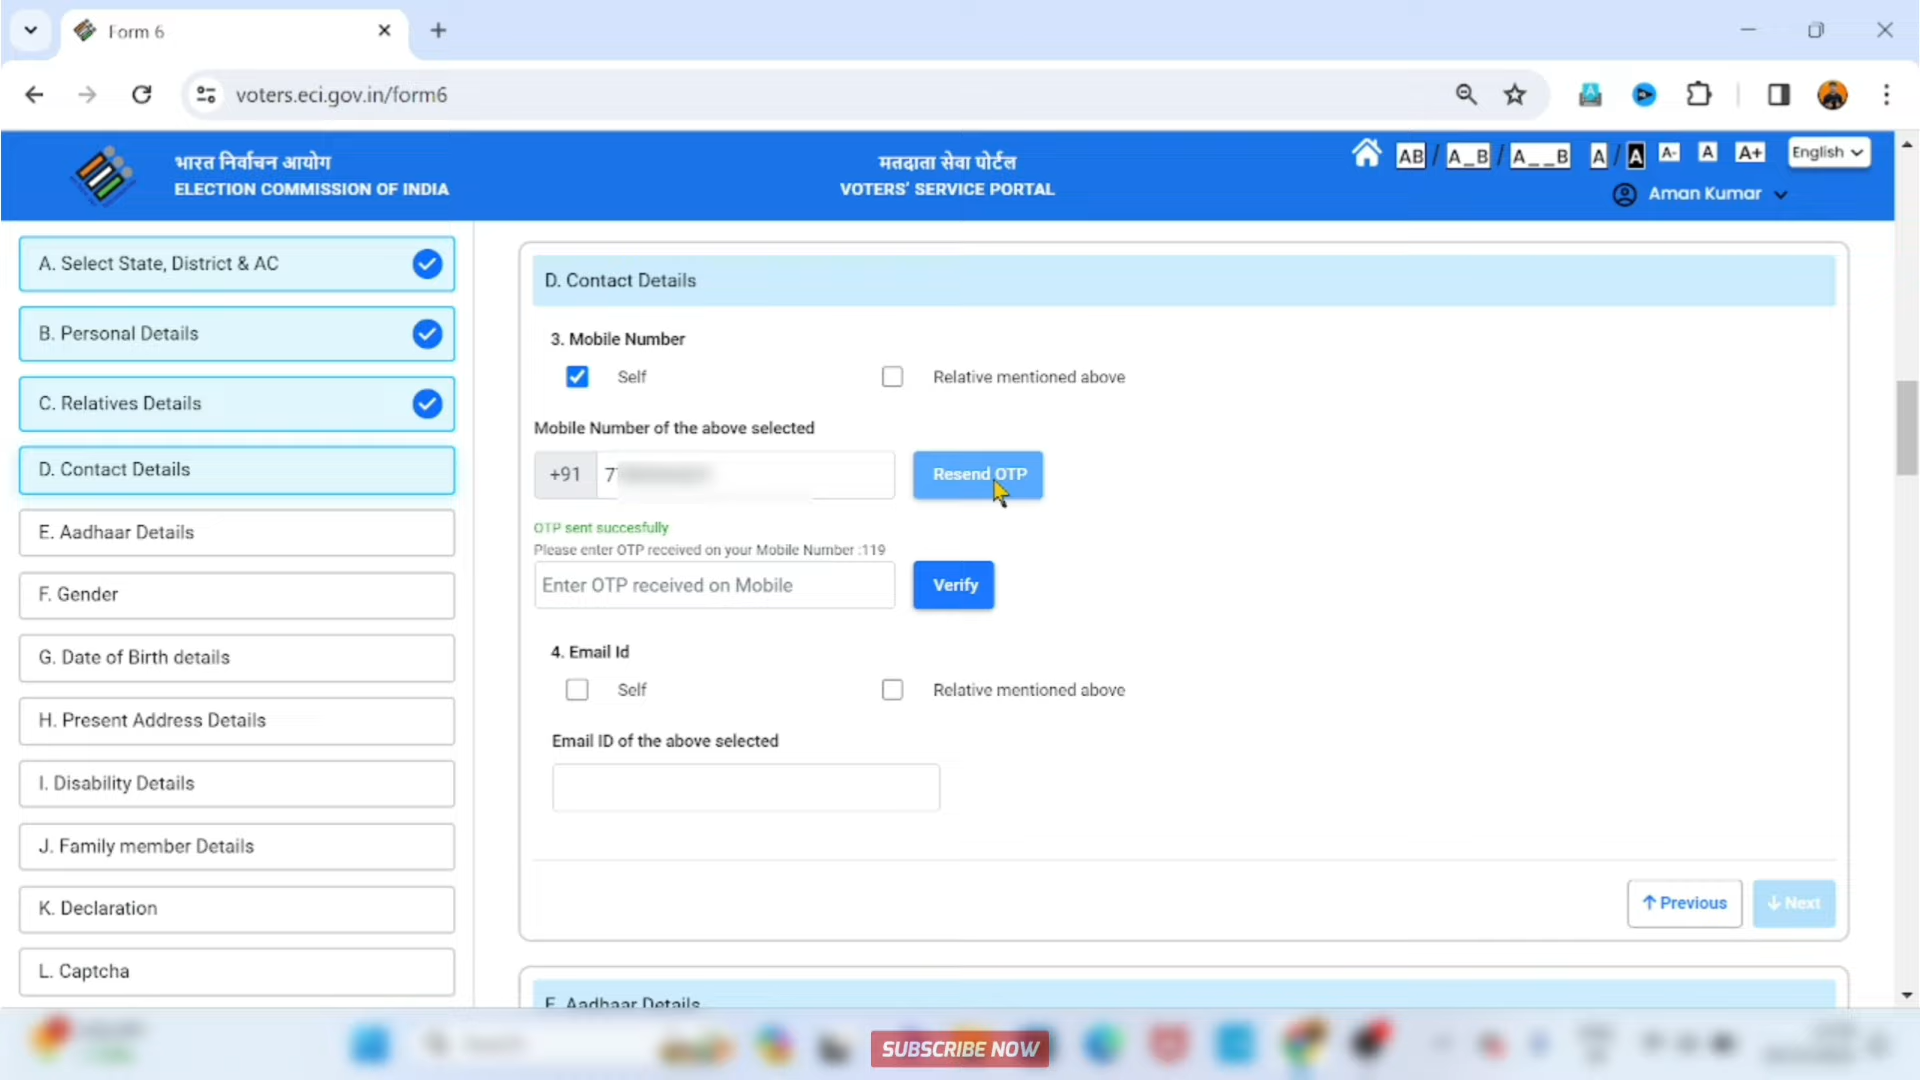 Form 6
voters.eci.gov.in/form6
भारत निर्वाचन आयोग
ELECTION COMMISSION OF INDIA
मतदाता सेवा पोर्टल
VOTERS' SERVICE PORTAL
AB / A_B / A__B A / A A- A A+ English
Aman Kumar
A. Select State, District & AC
B. Personal Details
C. Relatives Details
D. Contact Details
E. Aadhaar Details
F. Gender
G. Date of Birth details
H. Present Address Details
I. Disability Details
J. Family member Details
K. Declaration
L. Captcha
D. Contact Details
3. Mobile Number
Self Relative mentioned above
Mobile Number of the above selected
+91 Resend OTP
OTP sent succesfully
Please enter OTP received on your Mobile Number :119
Enter OTP received on Mobile Verify
4. Email Id
Self Relative mentioned above
Email ID of the above selected
Previous Next
E. Aadhaar Details
SUBSCRIBE NOW